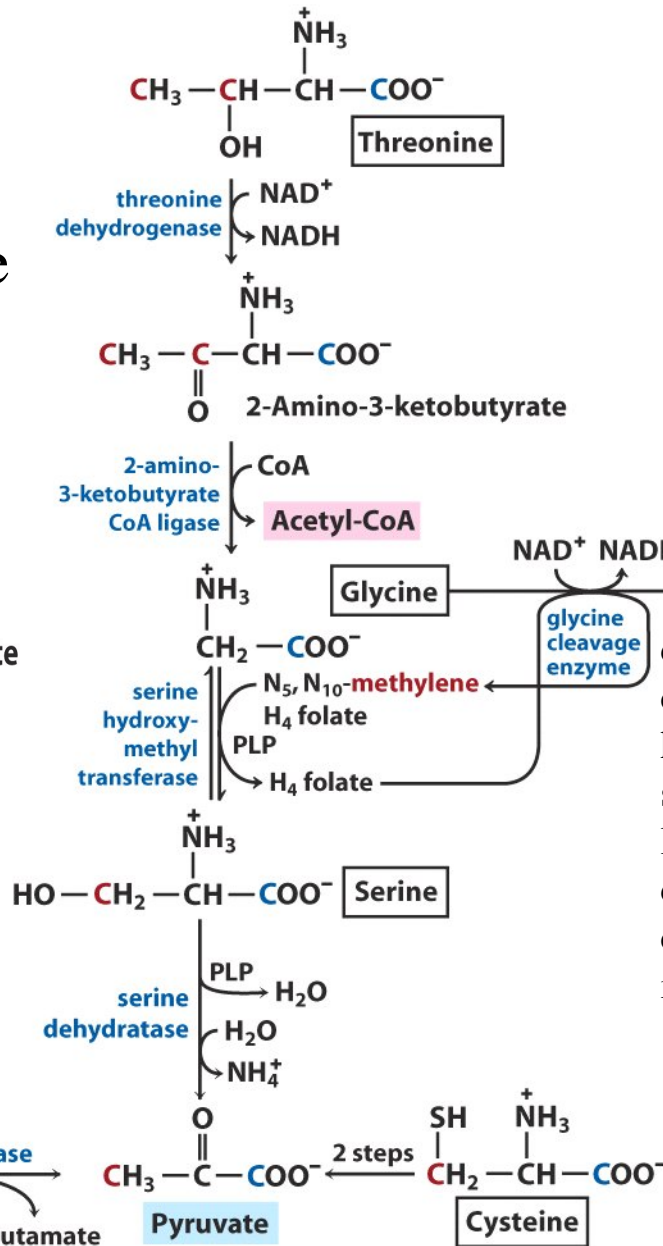 +
NH3
CH3 — CH — CH — COO−
OH
Threonine
threonine
dehydrogenase
NAD+
NADH
+
NH3
CH3 — C — CH — COO−
O
2-Amino-3-ketobutyrate
2-amino-
3-ketobutyrate
CoA ligase
CoA
Acetyl-CoA
+
NH3
CH2 — COO−
Glycine
NAD+
glycine
cleavage
enzyme
serine
hydroxy-
methyl
transferase
N5, N10-methylene
H4 folate
PLP
H4 folate
+
NH3
HO — CH2 — CH — COO−
Serine
serine
dehydratase
PLP
H2O
H2O
NH4+
O
CH3 — C — COO−
Pyruvate
2 steps
SH
+
NH3
CH2 — CH — COO−
Cysteine